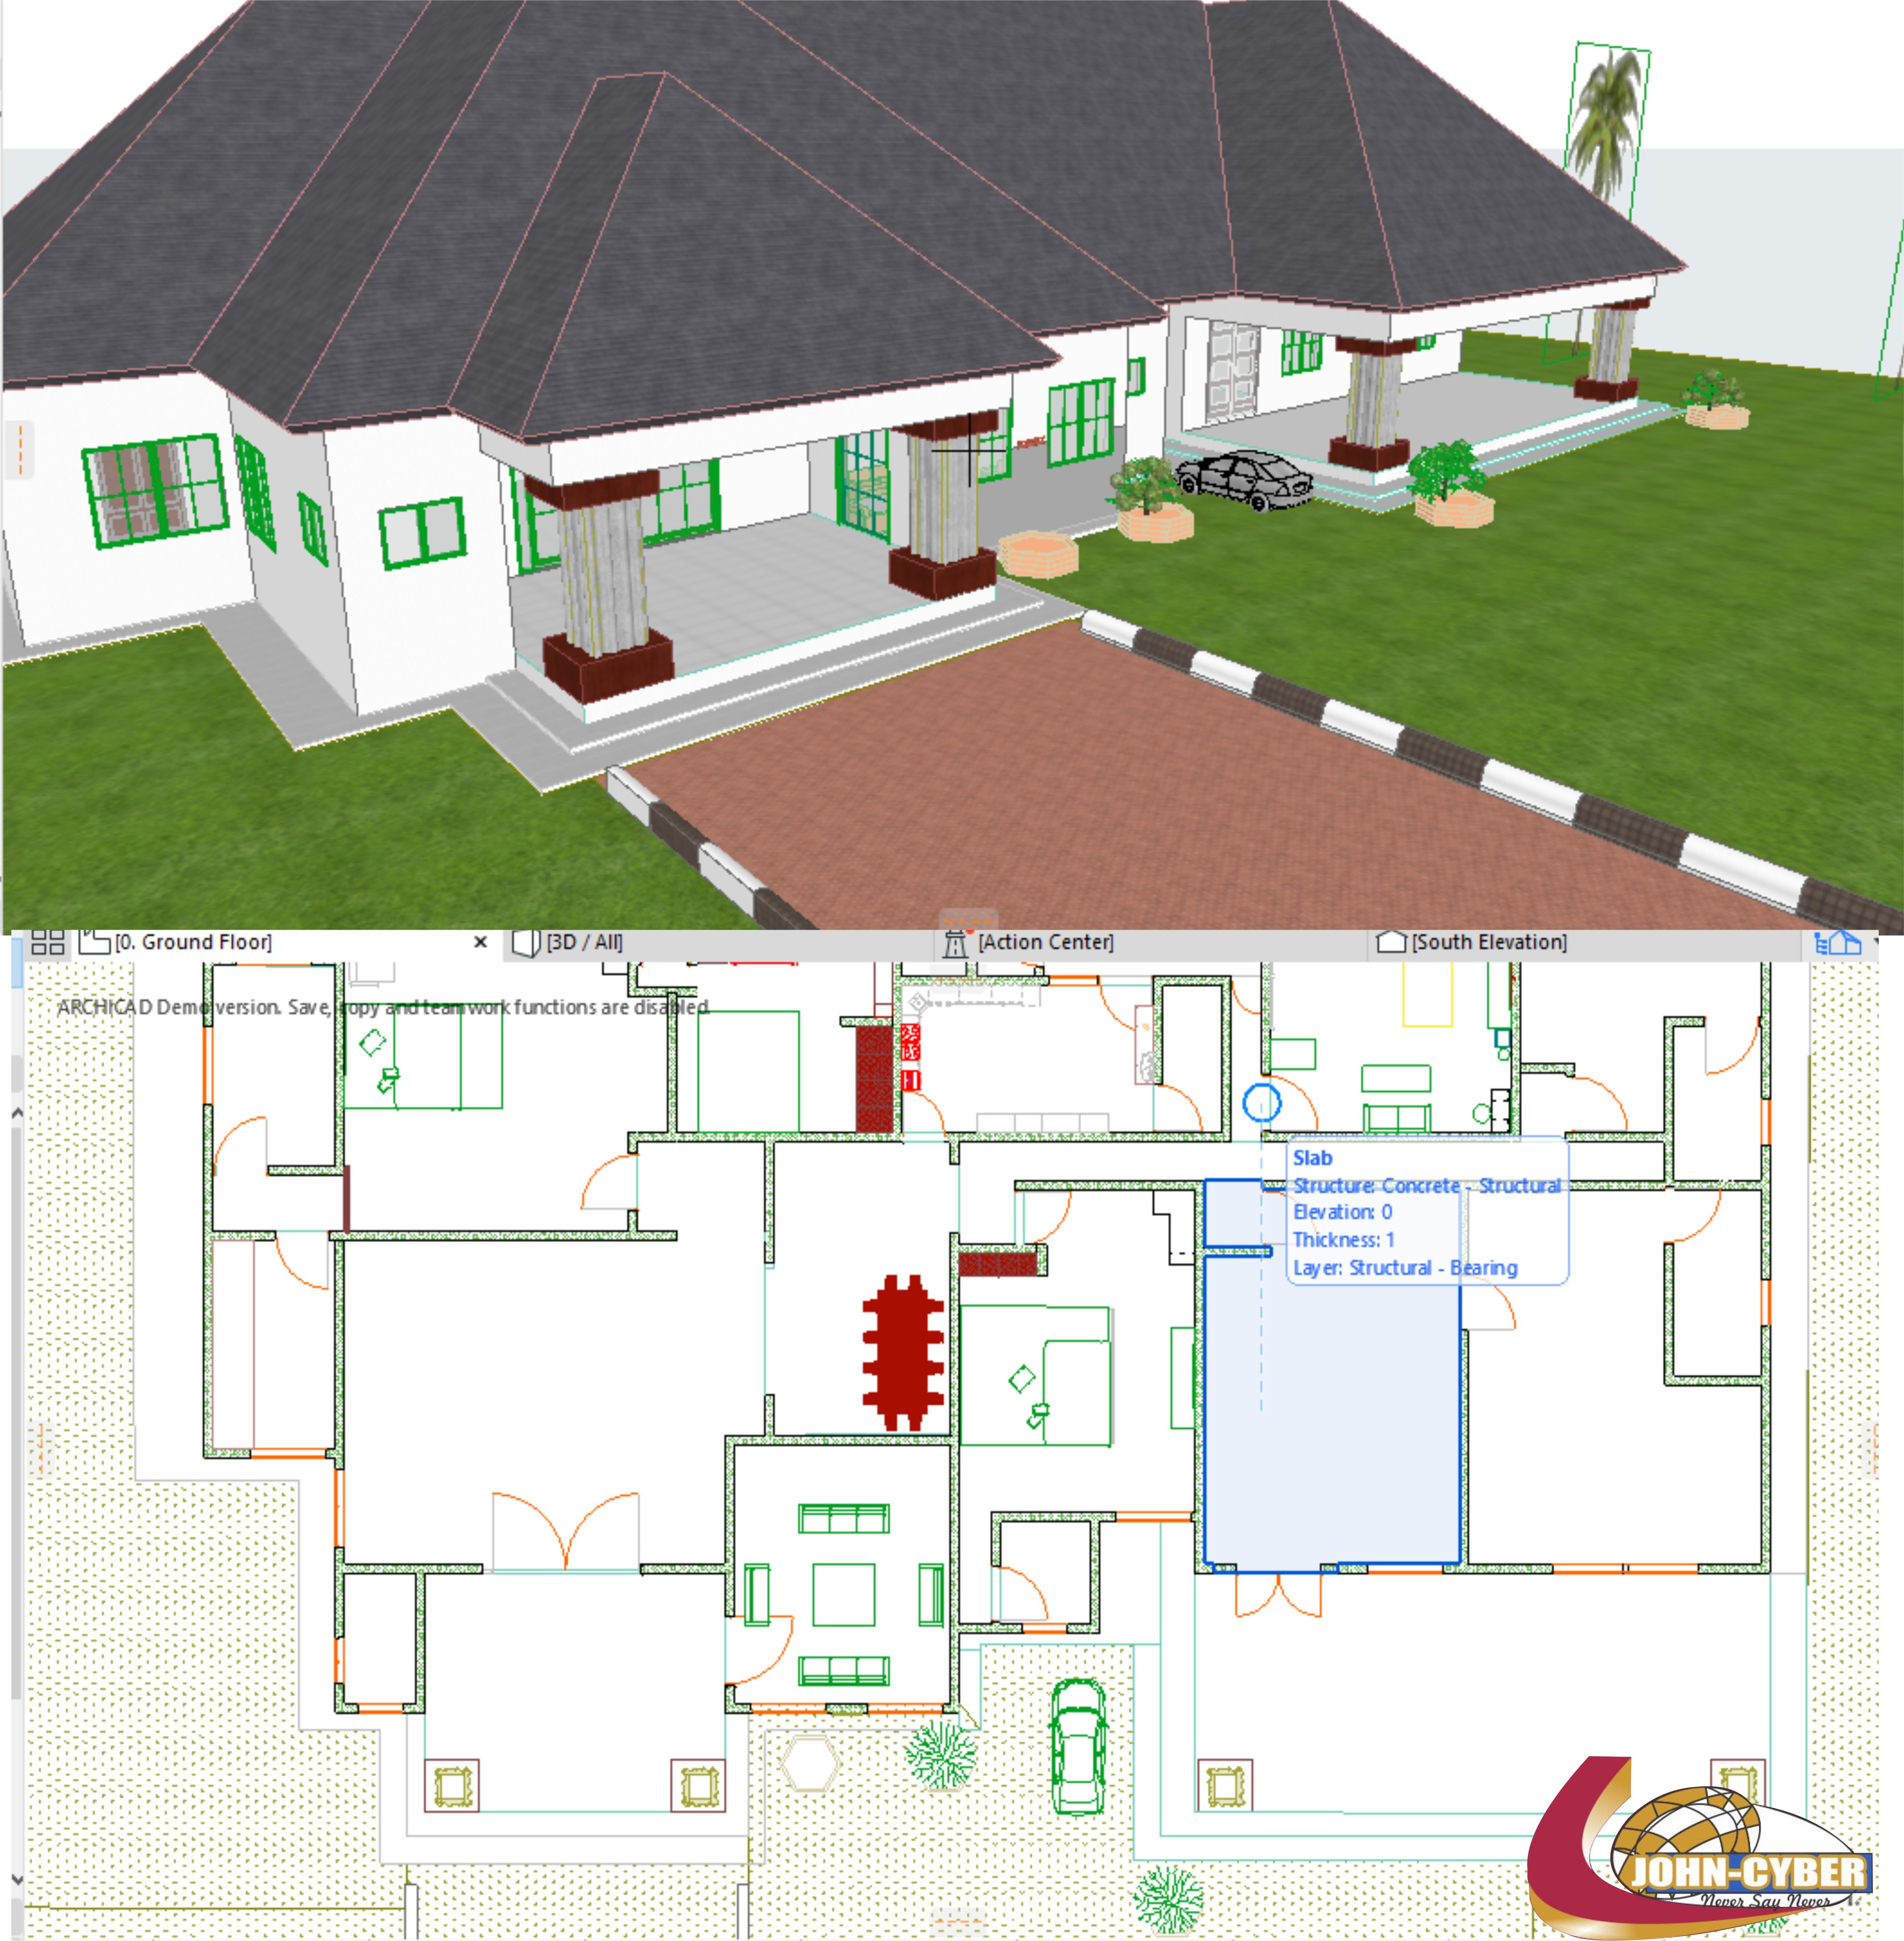 [0. Ground Floor]
[3D / All]
[Action Center]
[South Elevation]
ARCHICAD Demo version. Save, copy and teamwork functions are disabled.
Slab
Structure: Concrete - Structural
Elevation: 0
Thickness: 1
Layer: Structural - Bearing
JOHN-CYBER
Never Say Never